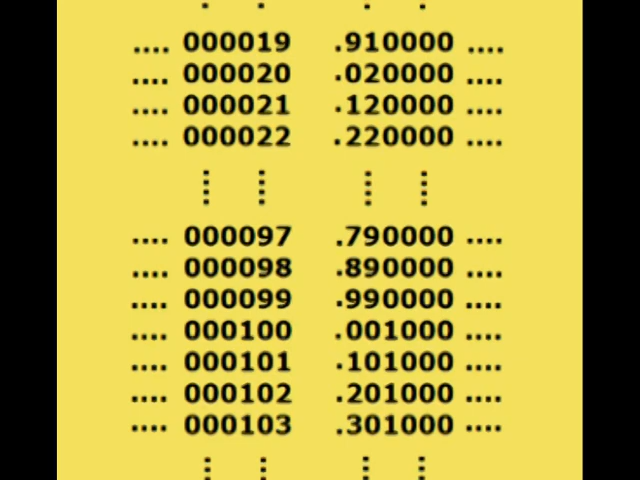 .... 000019 .910000 ....
.... 000020 .020000 ....
.... 000021 .120000 ....
.... 000022 .220000 ....
.... 000097 .790000 ....
.... 000098 .890000 ....
.... 000099 .990000 ....
.... 000100 .001000 ....
.... 000101 .101000 ....
.... 000102 .201000 ....
.... 000103 .301000 ....